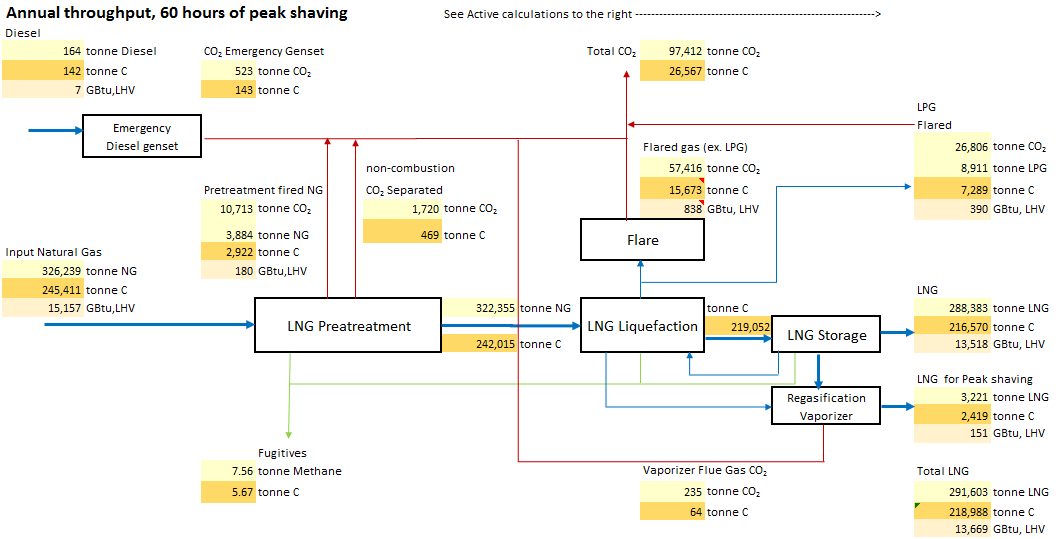 Annual throughput, 60 hours of peak shaving
See Active calculations to the right ------------------------------------------------------------>
Diesel
164 tonne Diesel
142 tonne C
7 GBtu,LHV
CO₂ Emergency Genset
523 tonne CO₂
143 tonne C
Total CO₂ 97,412 tonne CO₂
26,567 tonne C
Emergency
Diesel genset
LPG
Flared
26,806 tonne CO₂
8,911 tonne LPG
7,289 tonne C
390 GBtu, LHV
Flared gas (ex. LPG)
57,416 tonne CO₂
15,673 tonne C
838 GBtu, LHV
non-combustion
CO₂ Separated
1,720 tonne CO₂
469 tonne C
Pretreatment fired NG
10,713 tonne CO₂
3,884 tonne NG
2,922 tonne C
180 GBtu,LHV
Flare
Input Natural Gas
326,239 tonne NG
245,411 tonne C
15,157 GBtu,LHV
LNG Pretreatment
322,355 tonne NG
242,015 tonne C
LNG Liquefaction
tonne C
219,052
LNG Storage
LNG
288,383 tonne LNG
216,570 tonne C
13,518 GBtu, LHV
Regasification
Vaporizer
LNG for Peak shaving
3,221 tonne LNG
2,419 tonne C
151 GBtu, LHV
Fugitives
7.56 tonne Methane
5.67 tonne C
Vaporizer Flue Gas CO₂
235 tonne CO₂
64 tonne C
Total LNG
291,603 tonne LNG
218,988 tonne C
13,669 GBtu, LHV